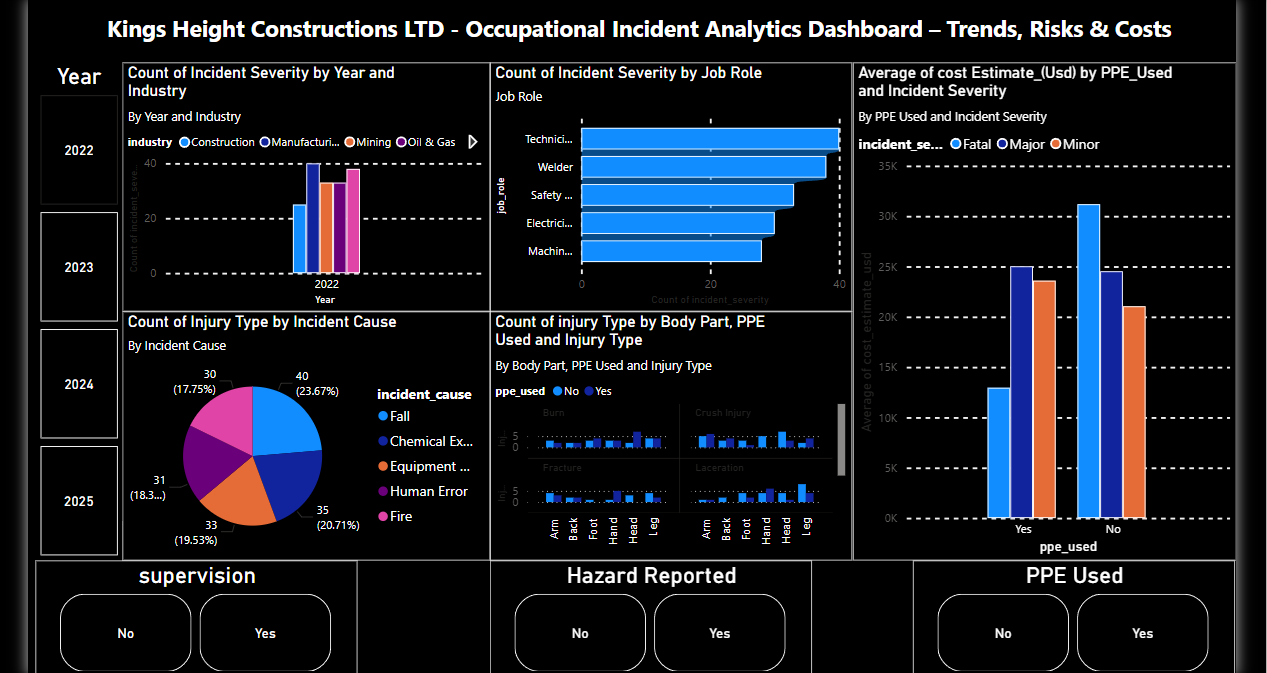 Kings Height Constructions LTD - Occupational Incident Analytics Dashboard – Trends, Risks & Costs
Year
2022
2023
2024
2025
Count of Incident Severity by Year and
Industry
By Year and Industry
industry Construction Manufacturi... Mining Oil & Gas
Count of incident_seve...
40
20
0
2022
Year
Count of Incident Severity by Job Role
Job Role
job_role
Technici...
Welder
Safety ...
Electrici...
Machin...
0 20 40
Count of incident_severity
Average of cost Estimate_(Usd) by PPE_Used
and Incident Severity
By PPE Used and Incident Severity
incident_se... Fatal Major Minor
Average of cost_estimate_usd
35K
30K
25K
20K
15K
10K
5K
0K
Yes No
ppe_used
Count of Injury Type by Incident Cause
By Incident Cause
40
(23.67%)
35
(20.71%)
33
(19.53%)
31
(18.3...)
30
(17.75%)
incident_cause
Fall
Chemical Ex...
Equipment ...
Human Error
Fire
Count of injury Type by Body Part, PPE
Used and Injury Type
By Body Part, PPE Used and Injury Type
ppe_used No Yes
Burn Crush Injury
Inj...
5
0
Fracture Laceration
Inj...
5
0
Arm Back Foot Hand Head Leg Arm Back Foot Hand Head Leg
supervision
No Yes
Hazard Reported
No Yes
PPE Used
No Yes